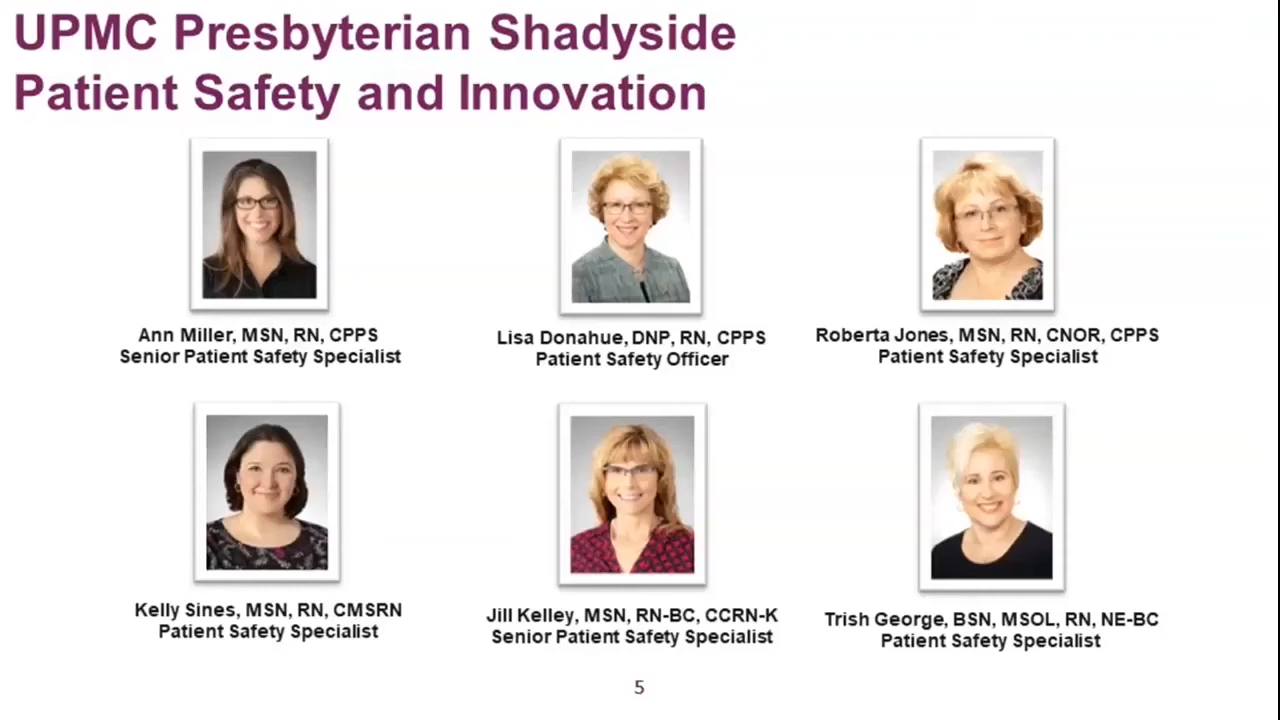 UPMC Presbyterian Shadyside
Patient Safety and Innovation
Ann Miller, MSN, RN, CPPS
Senior Patient Safety Specialist
Lisa Donahue, DNP, RN, CPPS
Patient Safety Officer
Roberta Jones, MSN, RN, CNOR, CPPS
Patient Safety Specialist
Kelly Sines, MSN, RN, CMSRN
Patient Safety Specialist
Jill Kelley, MSN, RN-BC, CCRN-K
Senior Patient Safety Specialist
Trish George, BSN, MSOL, RN, NE-BC
Patient Safety Specialist
5